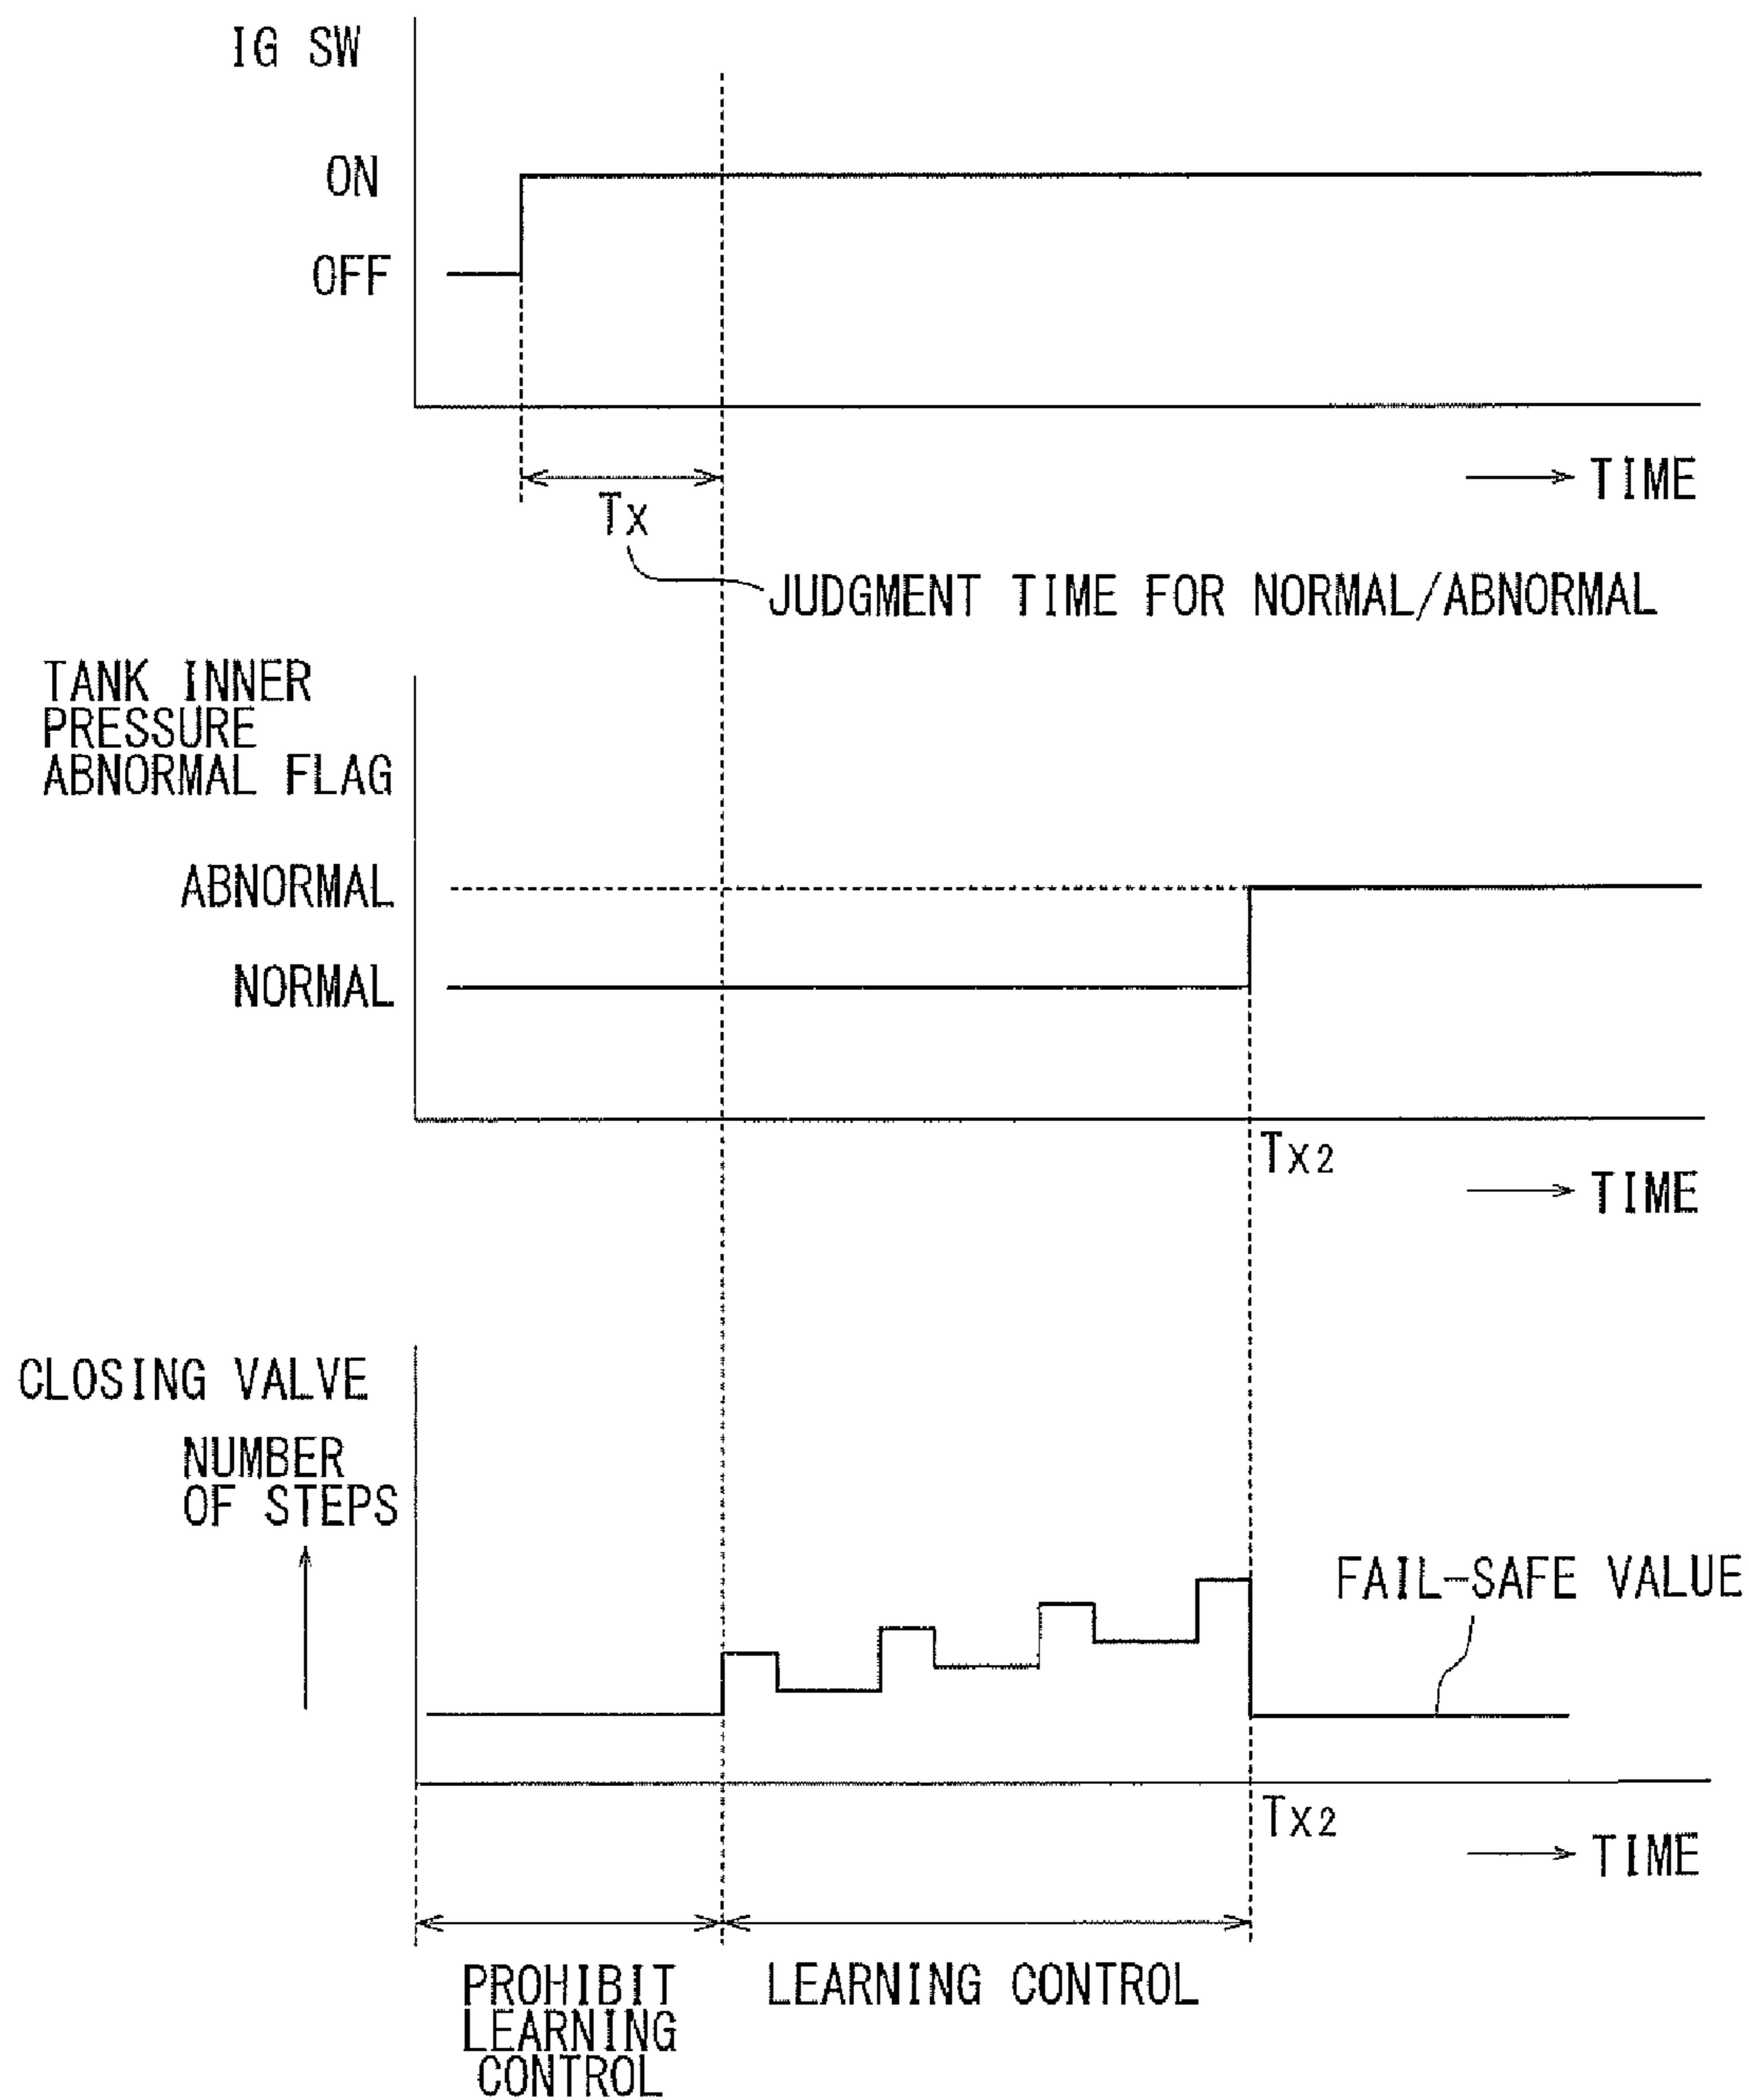 IG SW
ON
OFF
TIME
Tx
JUDGMENT TIME FOR NORMAL/ABNORMAL
TANK INNER
PRESSURE
ABNORMAL FLAG
ABNORMAL
NORMAL
Tx2
TIME
CLOSING VALVE
NUMBER
OF STEPS
FAIL-SAFE VALUE
Tx2
TIME
PROHIBIT
LEARNING
CONTROL
LEARNING CONTROL